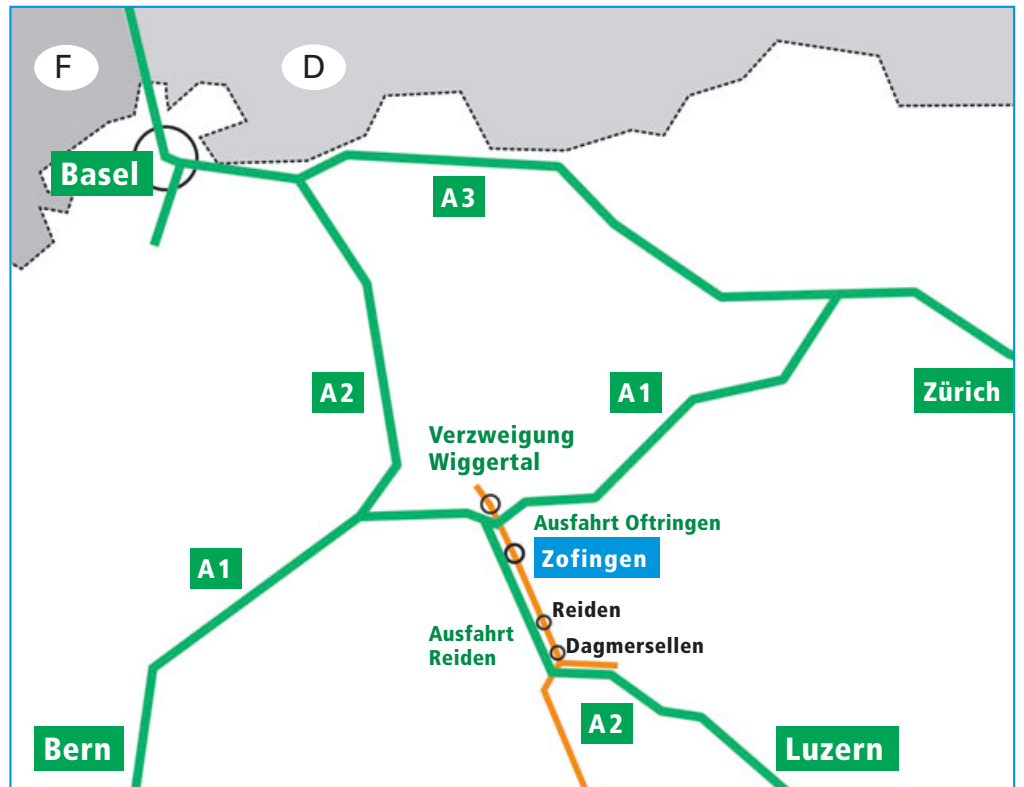 F
D
Basel
A3
A2
A1
Zürich
Verzweigung
Wiggertal
Ausfahrt Oftringen
Zofingen
A1
Reiden
Ausfahrt
Reiden
Dagmersellen
A2
Bern
Luzern